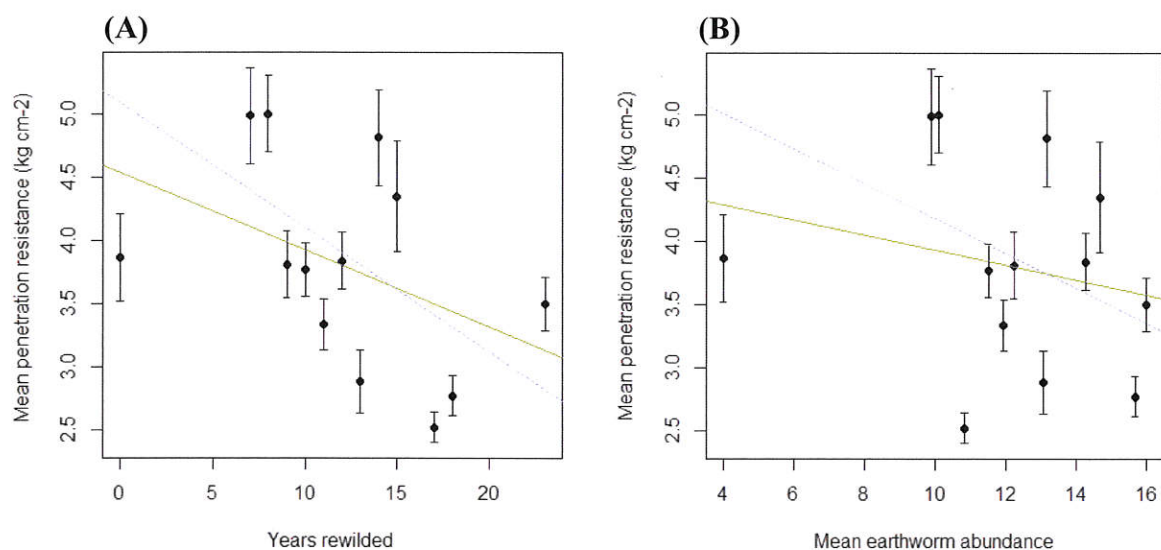 (A)
Mean penetration resistance (kg cm-2)
5.0
4.5
4.0
3.5
3.0
2.5
0 5 10 15 20
Years rewilded
(B)
Mean penetration resistance (kg cm-2)
5.0
4.5
4.0
3.5
3.0
2.5
4 6 8 10 12 14 16
Mean earthworm abundance